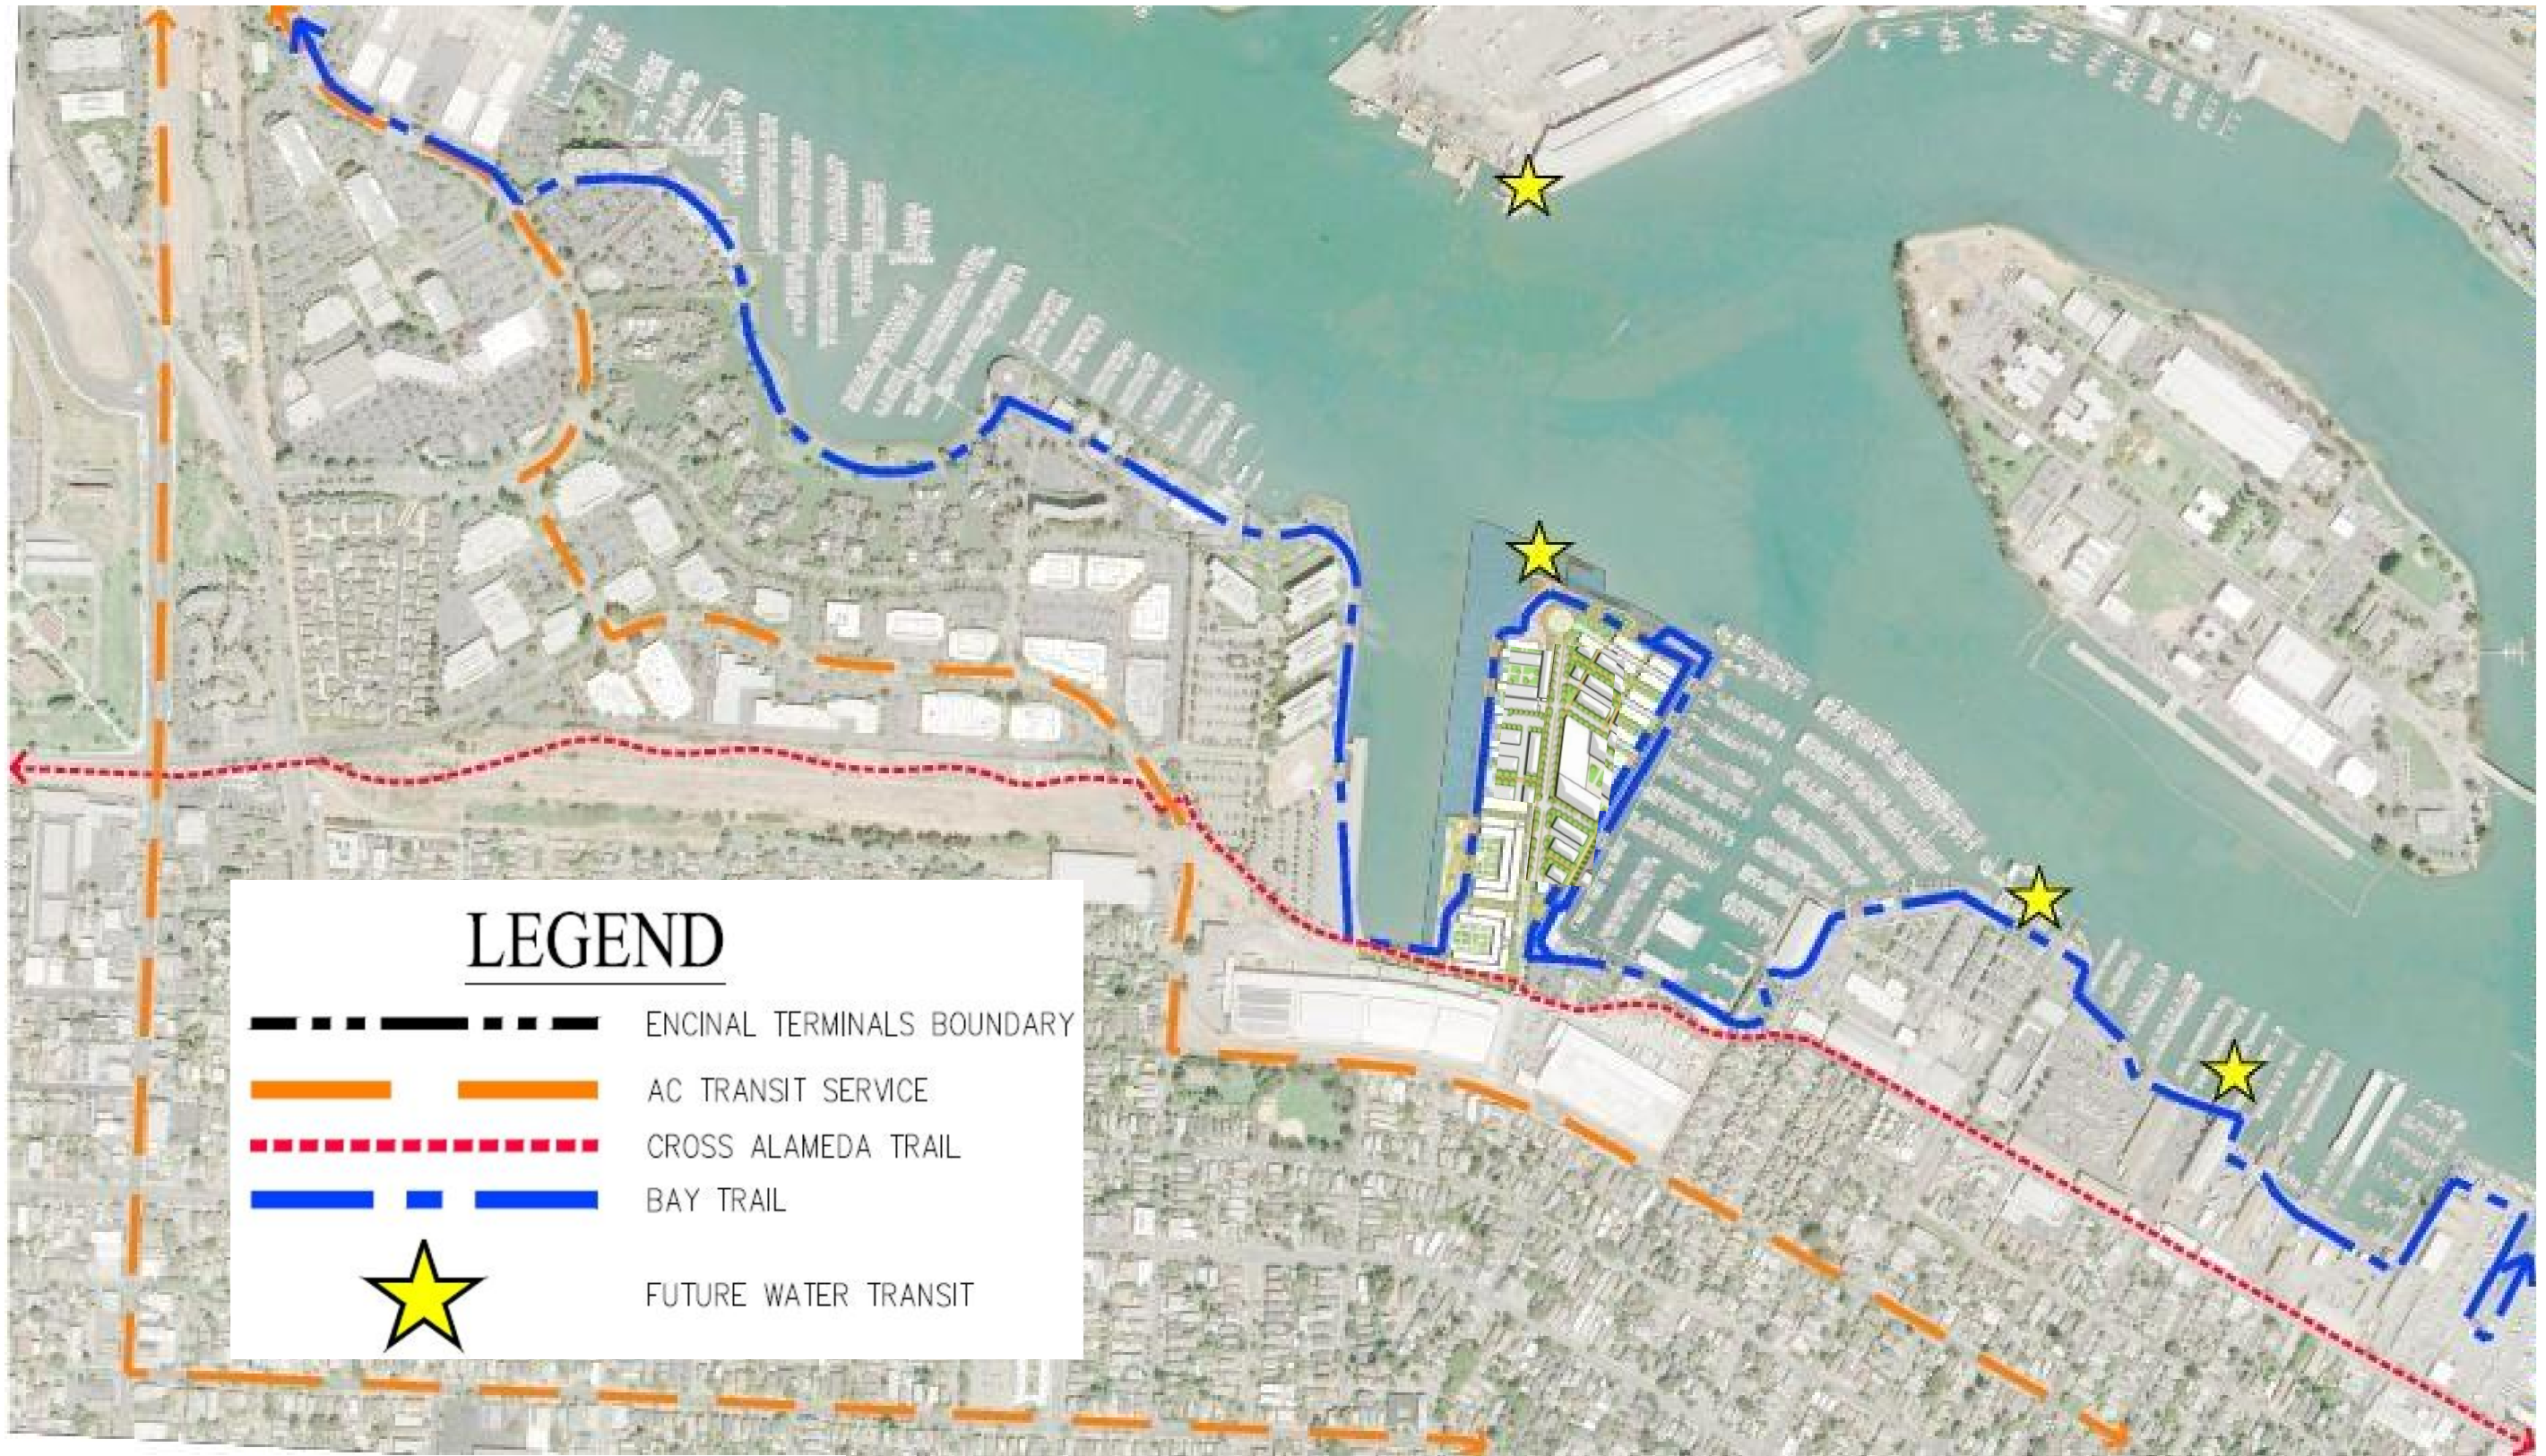 LEGEND
ENCINAL TERMINALS BOUNDARY
AC TRANSIT SERVICE
CROSS ALAMEDA TRAIL
BAY TRAIL
FUTURE WATER TRANSIT